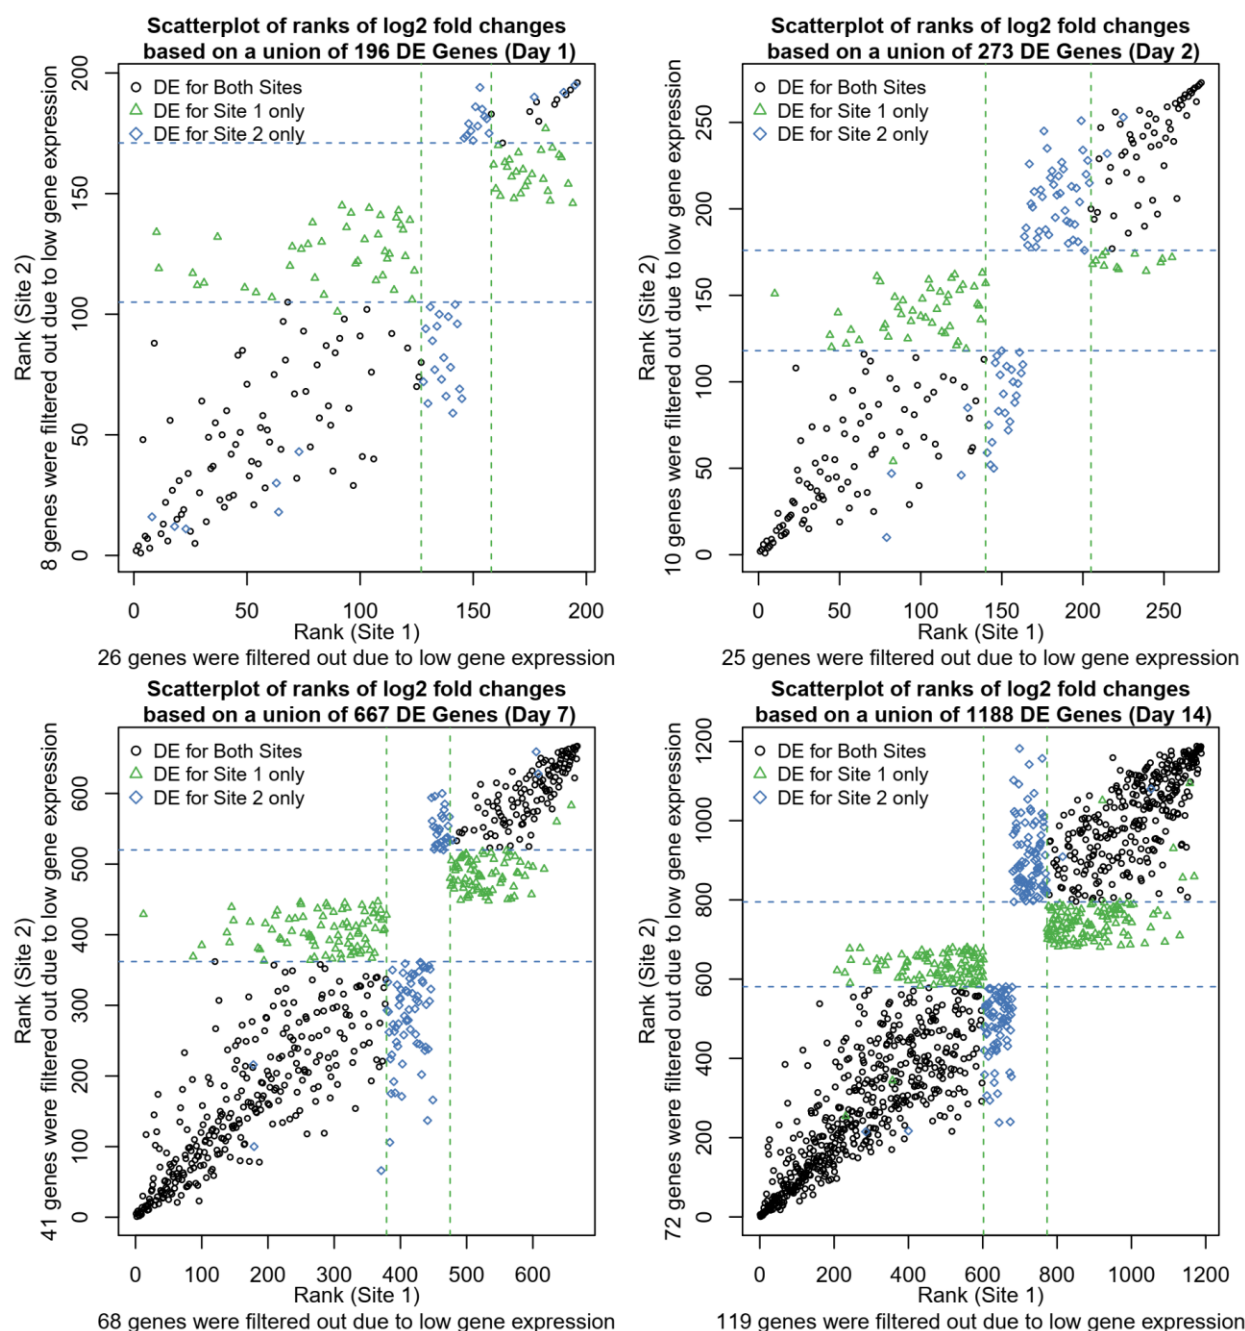 Scatterplot of ranks of log2 fold changes
based on a union of 196 DE Genes (Day 1)
8 genes were filtered out due to low gene expression
Rank (Site 2)
0
50
100
150
200
DE for Both Sites
DE for Site 1 only
DE for Site 2 only
0 50 100 150 200
Rank (Site 1)
26 genes were filtered out due to low gene expression
Scatterplot of ranks of log2 fold changes
based on a union of 273 DE Genes (Day 2)
10 genes were filtered out due to low gene expression
Rank (Site 2)
0
50
100
150
200
250
DE for Both Sites
DE for Site 1 only
DE for Site 2 only
0 50 100 150 200 250
Rank (Site 1)
25 genes were filtered out due to low gene expression
Scatterplot of ranks of log2 fold changes
based on a union of 667 DE Genes (Day 7)
41 genes were filtered out due to low gene expression
Rank (Site 2)
0
100
200
300
400
500
600
DE for Both Sites
DE for Site 1 only
DE for Site 2 only
0 100 200 300 400 500 600
Rank (Site 1)
68 genes were filtered out due to low gene expression
Scatterplot of ranks of log2 fold changes
based on a union of 1188 DE Genes (Day 14)
72 genes were filtered out due to low gene expression
Rank (Site 2)
0
200
400
600
800
1000
1200
DE for Both Sites
DE for Site 1 only
DE for Site 2 only
0 200 400 600 800 1000 1200
Rank (Site 1)
119 genes were filtered out due to low gene expression